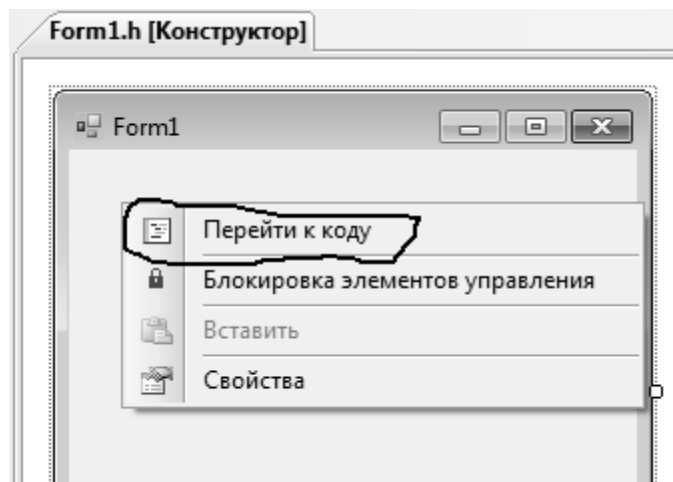 Form1.h [Конструктор]
Form1
Перейти к коду
Блокировка элементов управления
Вставить
Свойства